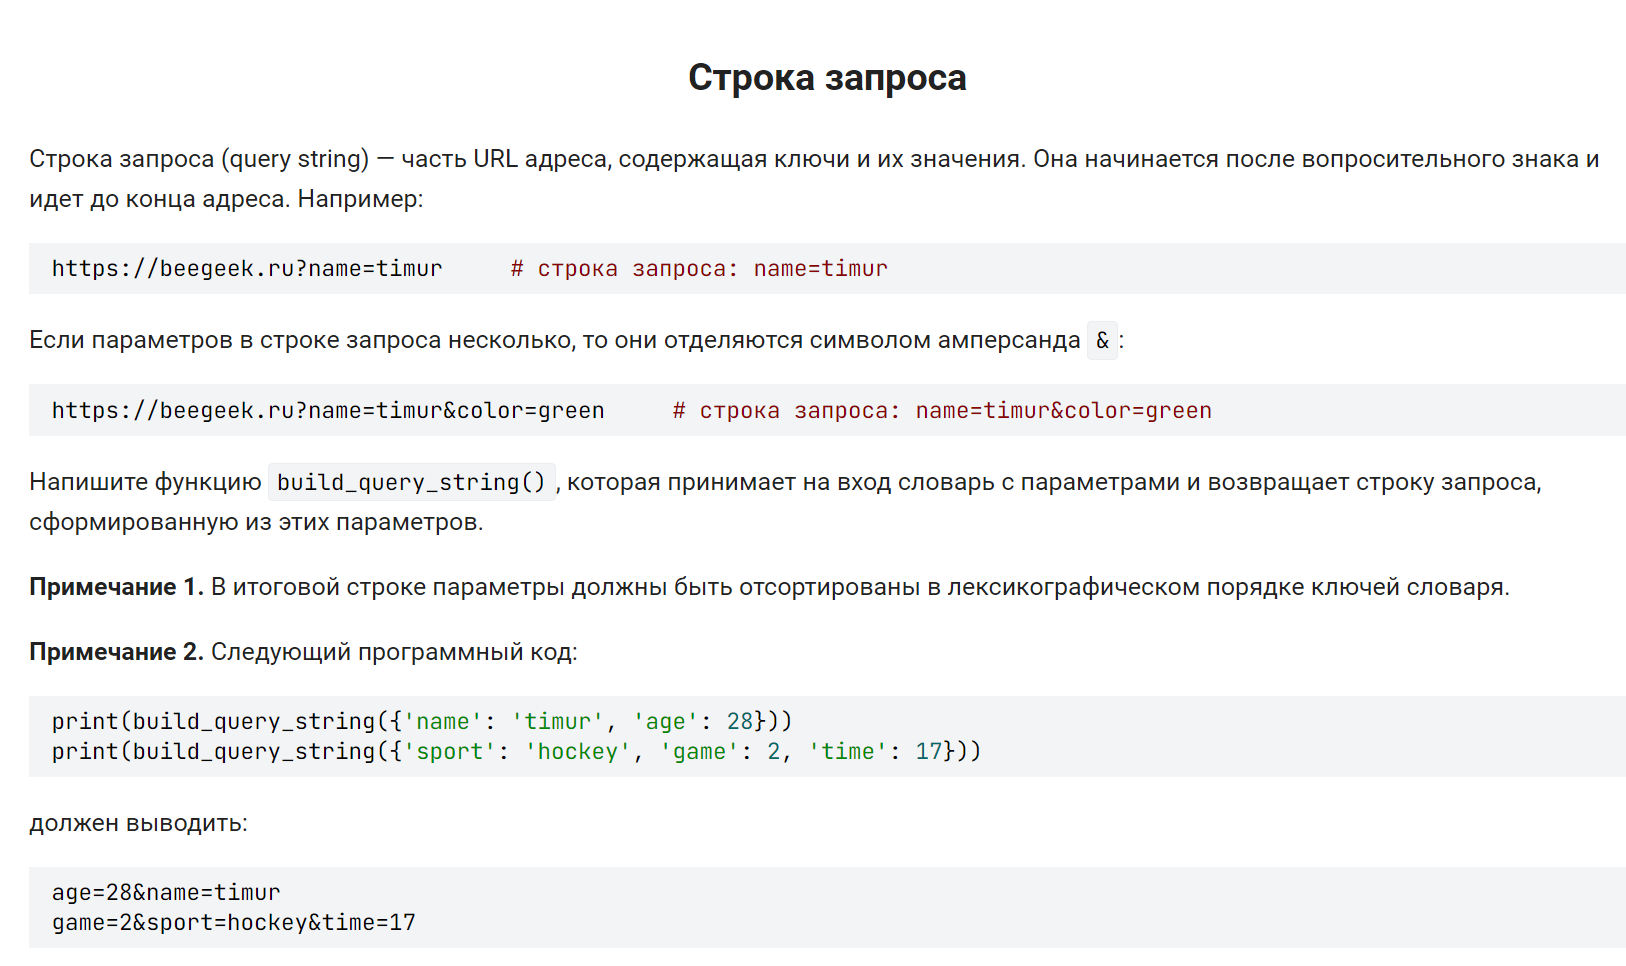 Строка запроса
Строка запроса (query string) — часть URL адреса, содержащая ключи и их значения. Она начинается после вопросительного знака и
идет до конца адреса. Например:
https://beegeek.ru?name=timur     # строка запроса: name=timur
Если параметров в строке запроса несколько, то они отделяются символом амперсанда &:
https://beegeek.ru?name=timur&color=green     # строка запроса: name=timur&color=green
Напишите функцию build_query_string(), которая принимает на вход словарь с параметрами и возвращает строку запроса,
сформированную из этих параметров.
Примечание 1. В итоговой строке параметры должны быть отсортированы в лексикографическом порядке ключей словаря.
Примечание 2. Следующий программный код:
print(build_query_string({'name': 'timur', 'age': 28}))
print(build_query_string({'sport': 'hockey', 'game': 2, 'time': 17}))
должен выводить:
age=28&name=timur
game=2&sport=hockey&time=17